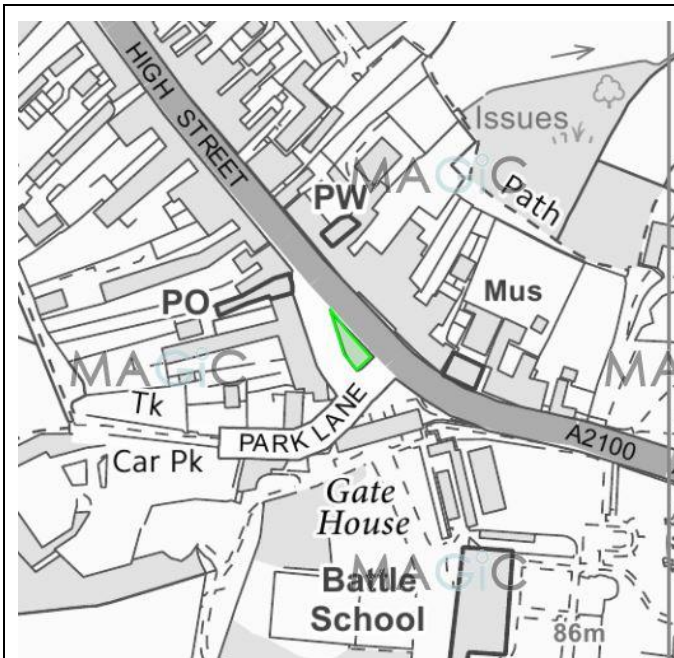 HIGH STREET
Issues
MAGiC
Path
PW
PO
Mus
MAGiC
MA
Tk
PARK LANE
A2100
Car Pk
Gate
House
MAGiC
Battle
School
86m